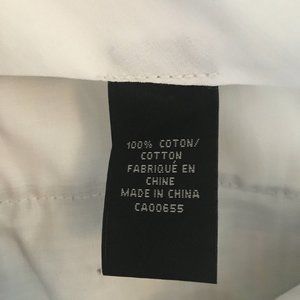 100% COTON/
COTTON
FABRIQUÉ EN
CHINE
MADE IN CHINA
CA00655